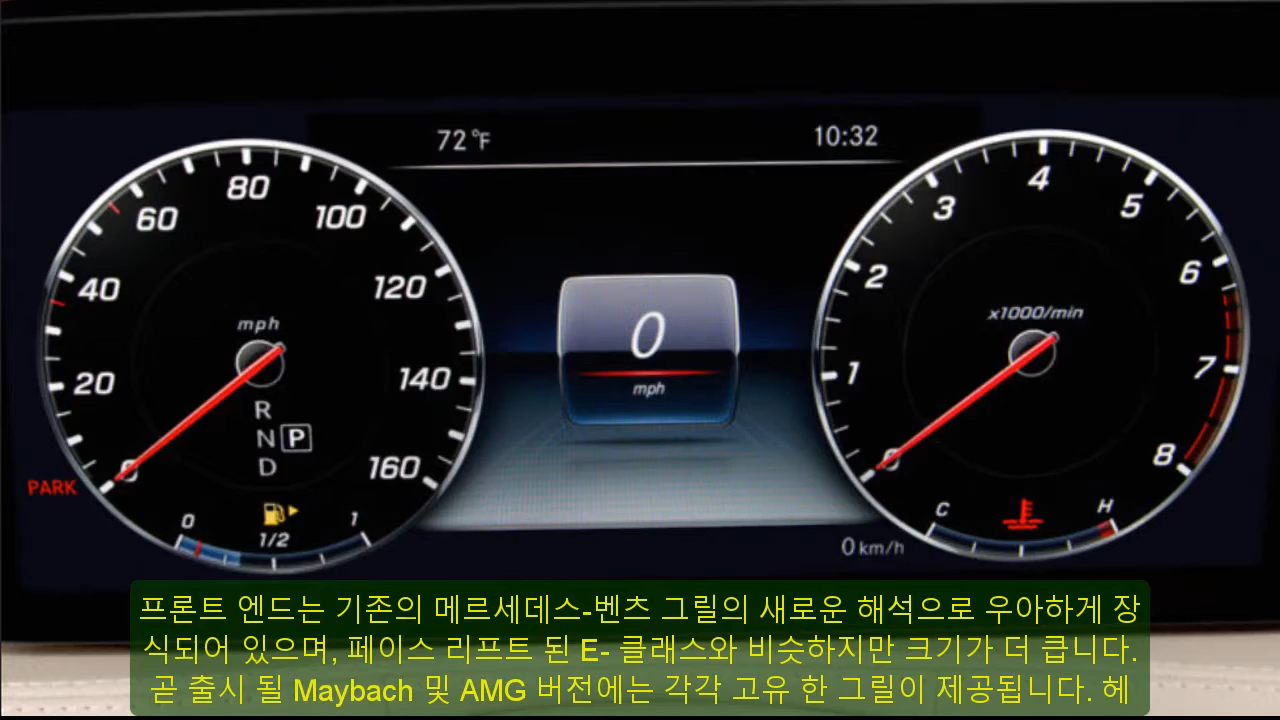 72°F
10:32
80
60
100
40
120
20
140
0
160
mph
R
N P
D
PARK
0
1/2
1
0
mph
4
3
5
2
6
1
7
0
8
x1000/min
C
H
0 km/h
프론트 엔드는 기존의 메르세데스-벤츠 그릴의 새로운 해석으로 우아하게 장
식되어 있으며, 페이스 리프트 된 E- 클래스와 비슷하지만 크기가 더 큽니다.
곧 출시 될 Maybach 및 AMG 버전에는 각각 고유 한 그릴이 제공됩니다. 헤